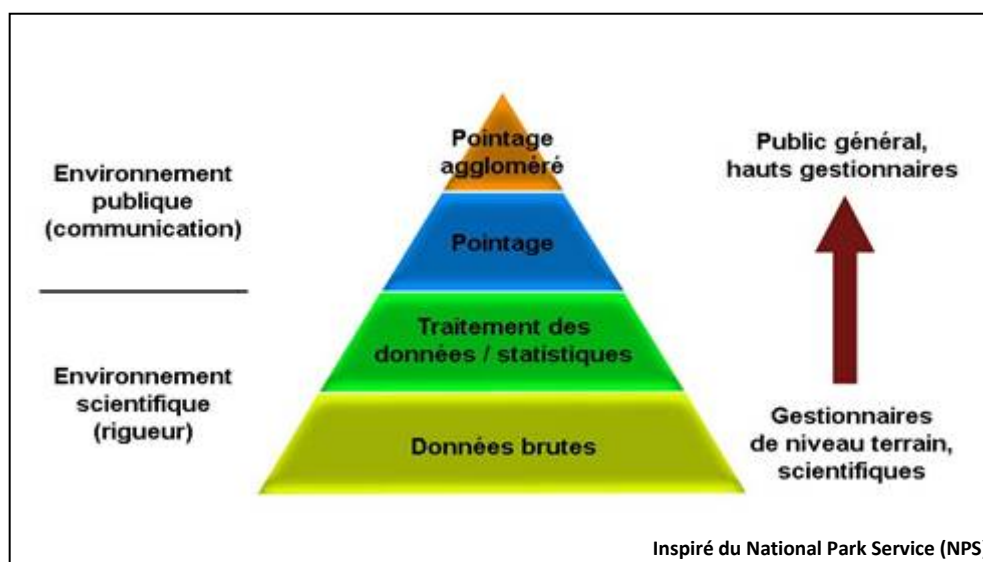 Environnement
publique
(communication)
Environnement
scientifique
(rigueur)
Pointage
aggloméré
Pointage
Traitement des
données / statistiques
Données brutes
Public général,
hauts gestionnaires
Gestionnaires
de niveau terrain,
scientifiques
Inspiré du National Park Service (NPS)